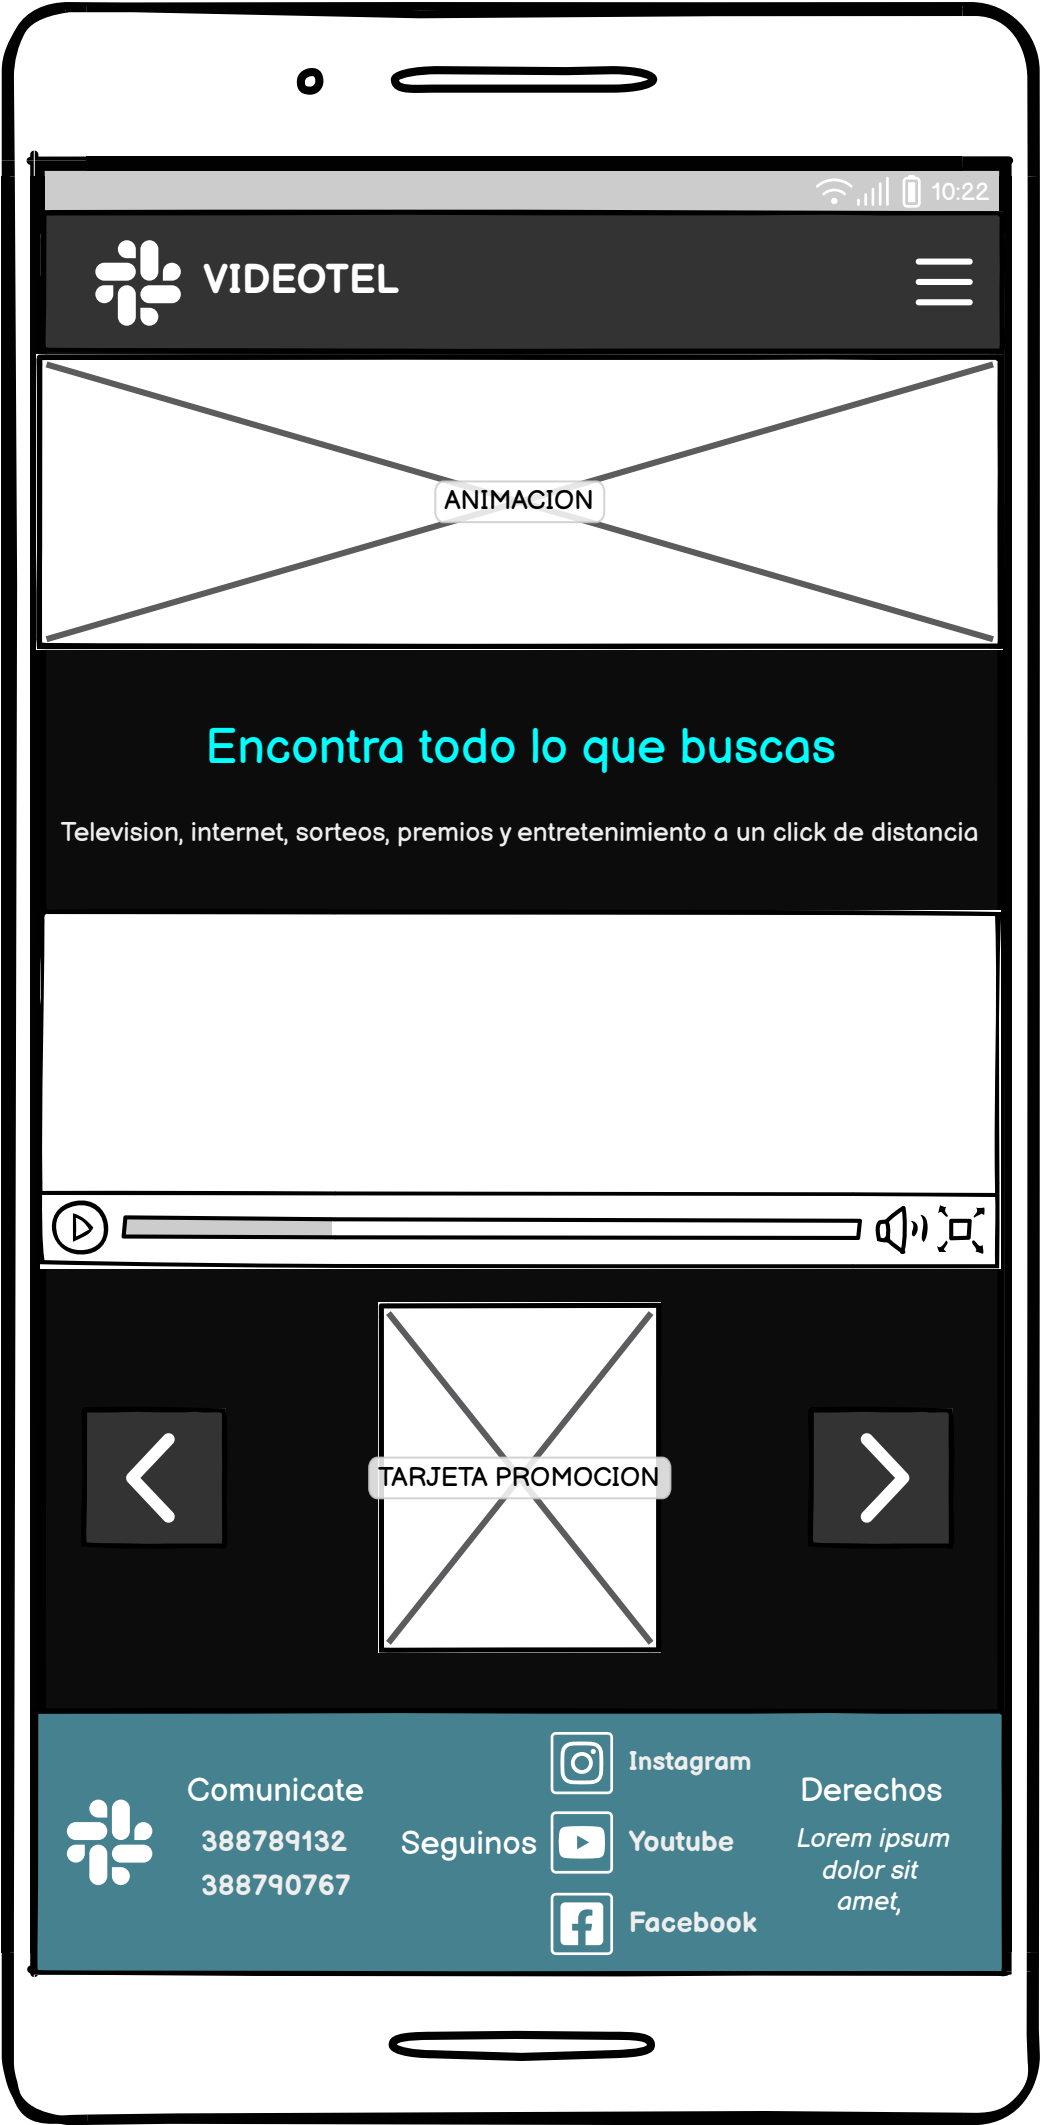 10:22
VIDEOTEL
ANIMACION
Encontra todo lo que buscas
Television, internet, sorteos, premios y entretenimiento a un click de distancia
TARJETA PROMOCION
Comunicate
388789132
388790767
Seguinos
Instagram
Youtube
Facebook
Derechos
Lorem ipsum
dolor sit
amet,